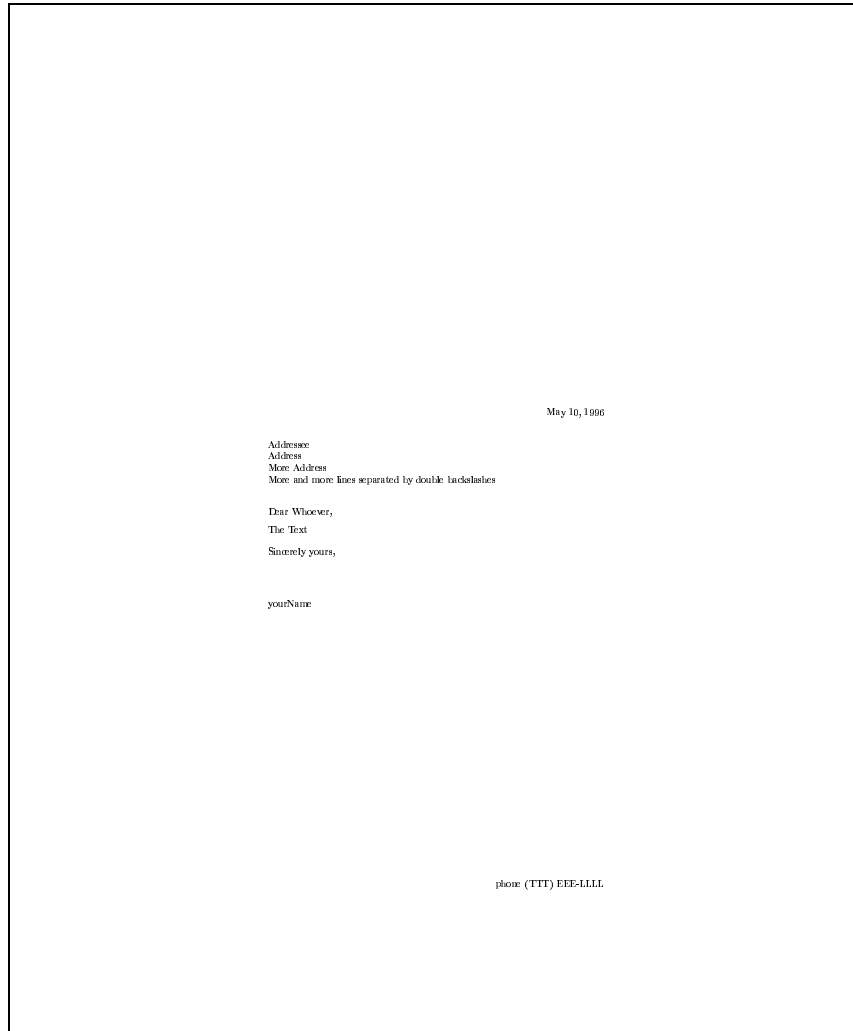 May 10, 1996
Addressee
Address
More Address
More and more lines separated by double backslashes
Dear Whoever,
The Text
Sincerely yours,
yourName
phone (TTT) EEE-LLLL